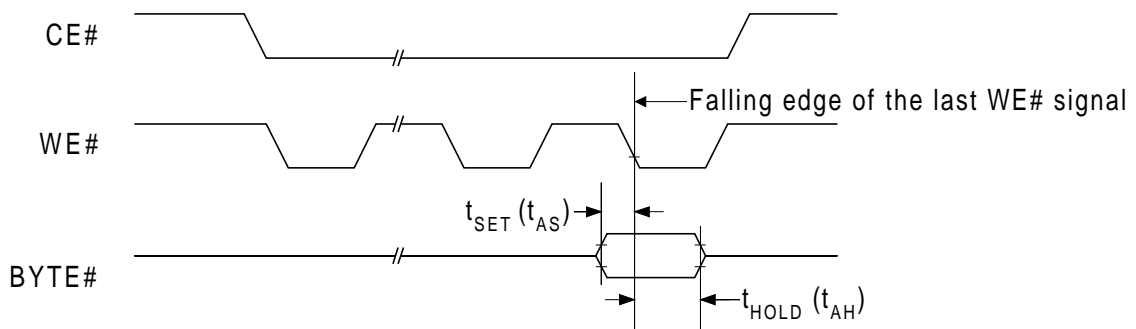 CE#
Falling edge of the last WE# signal
WE#
tSET (tAS)
BYTE#
tHOLD (tAH)